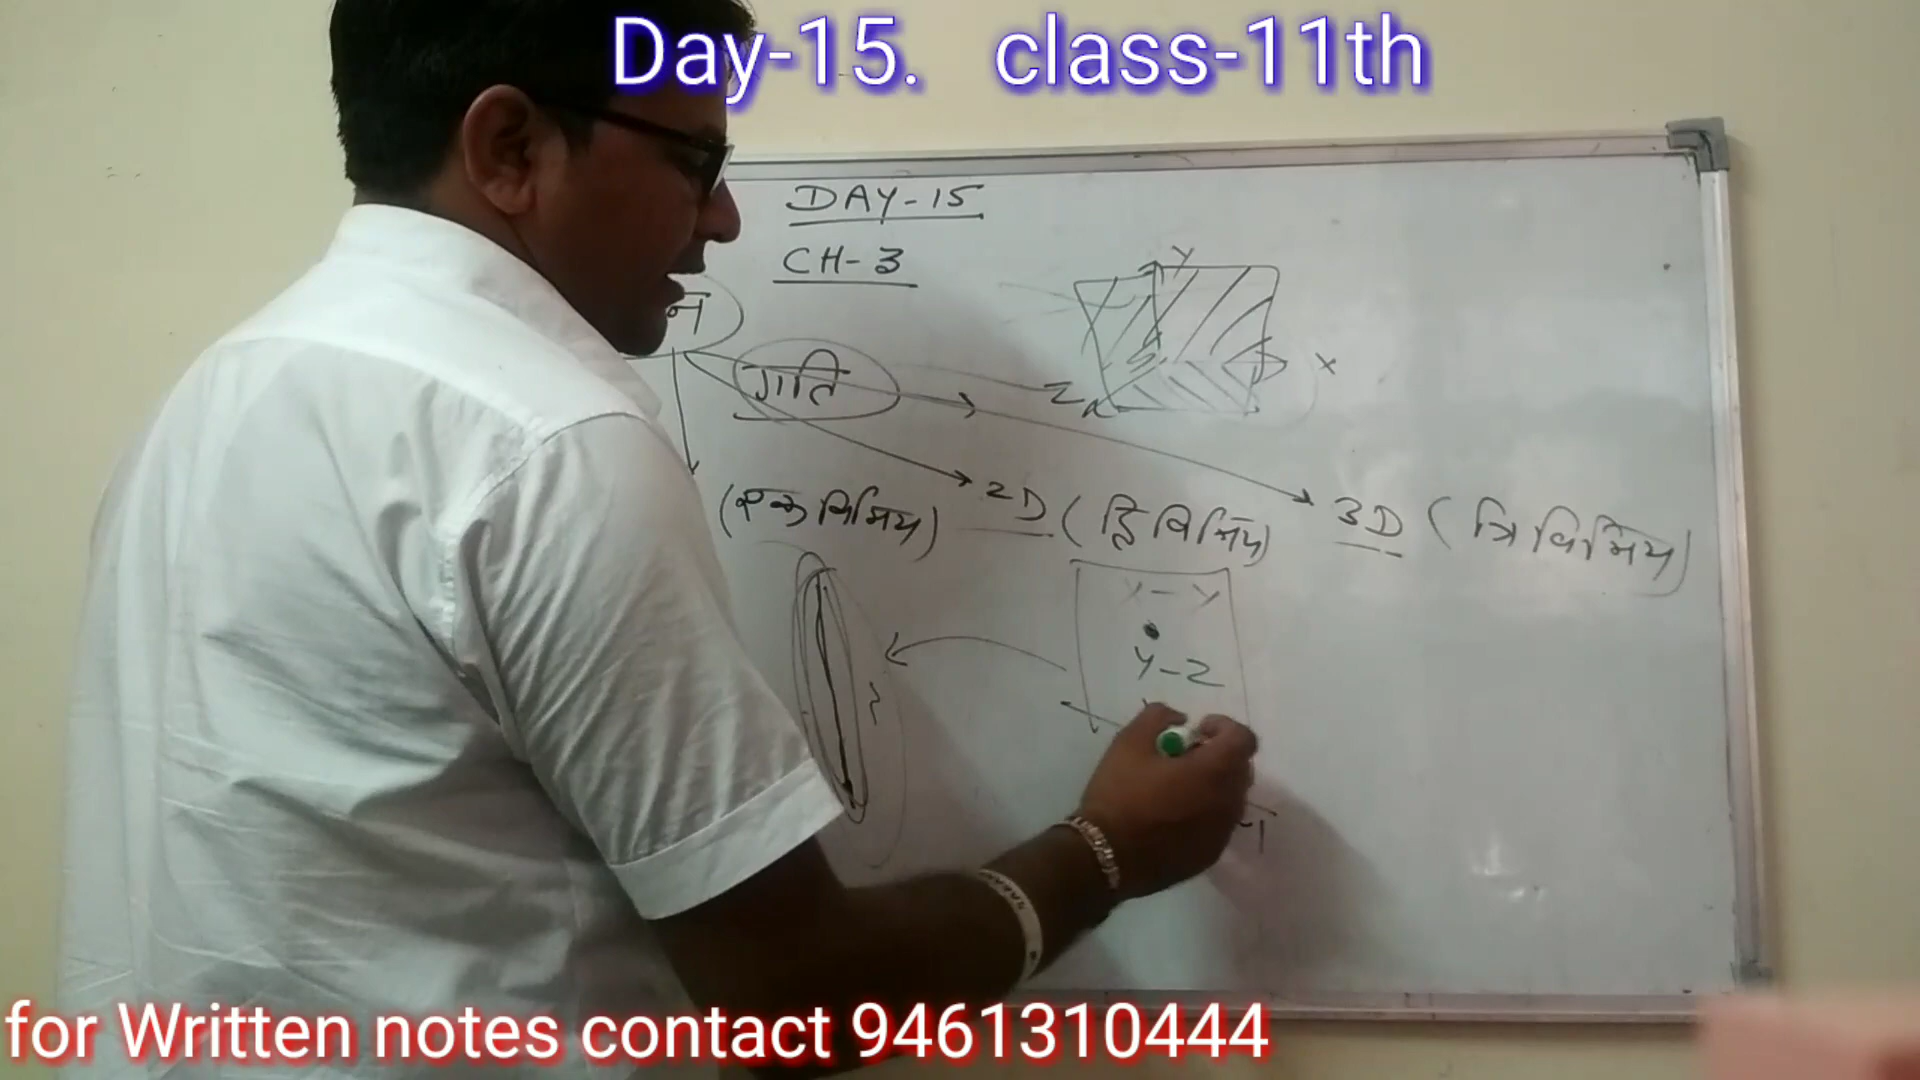 Day-15. class-11th
DAY-15
CH-3
Y
X
Z
गति
(एक विमिय) 2D (द्विविमिय) 3D (त्रिविमिय)
X-Y
Y-Z
for Written notes contact 9461310444